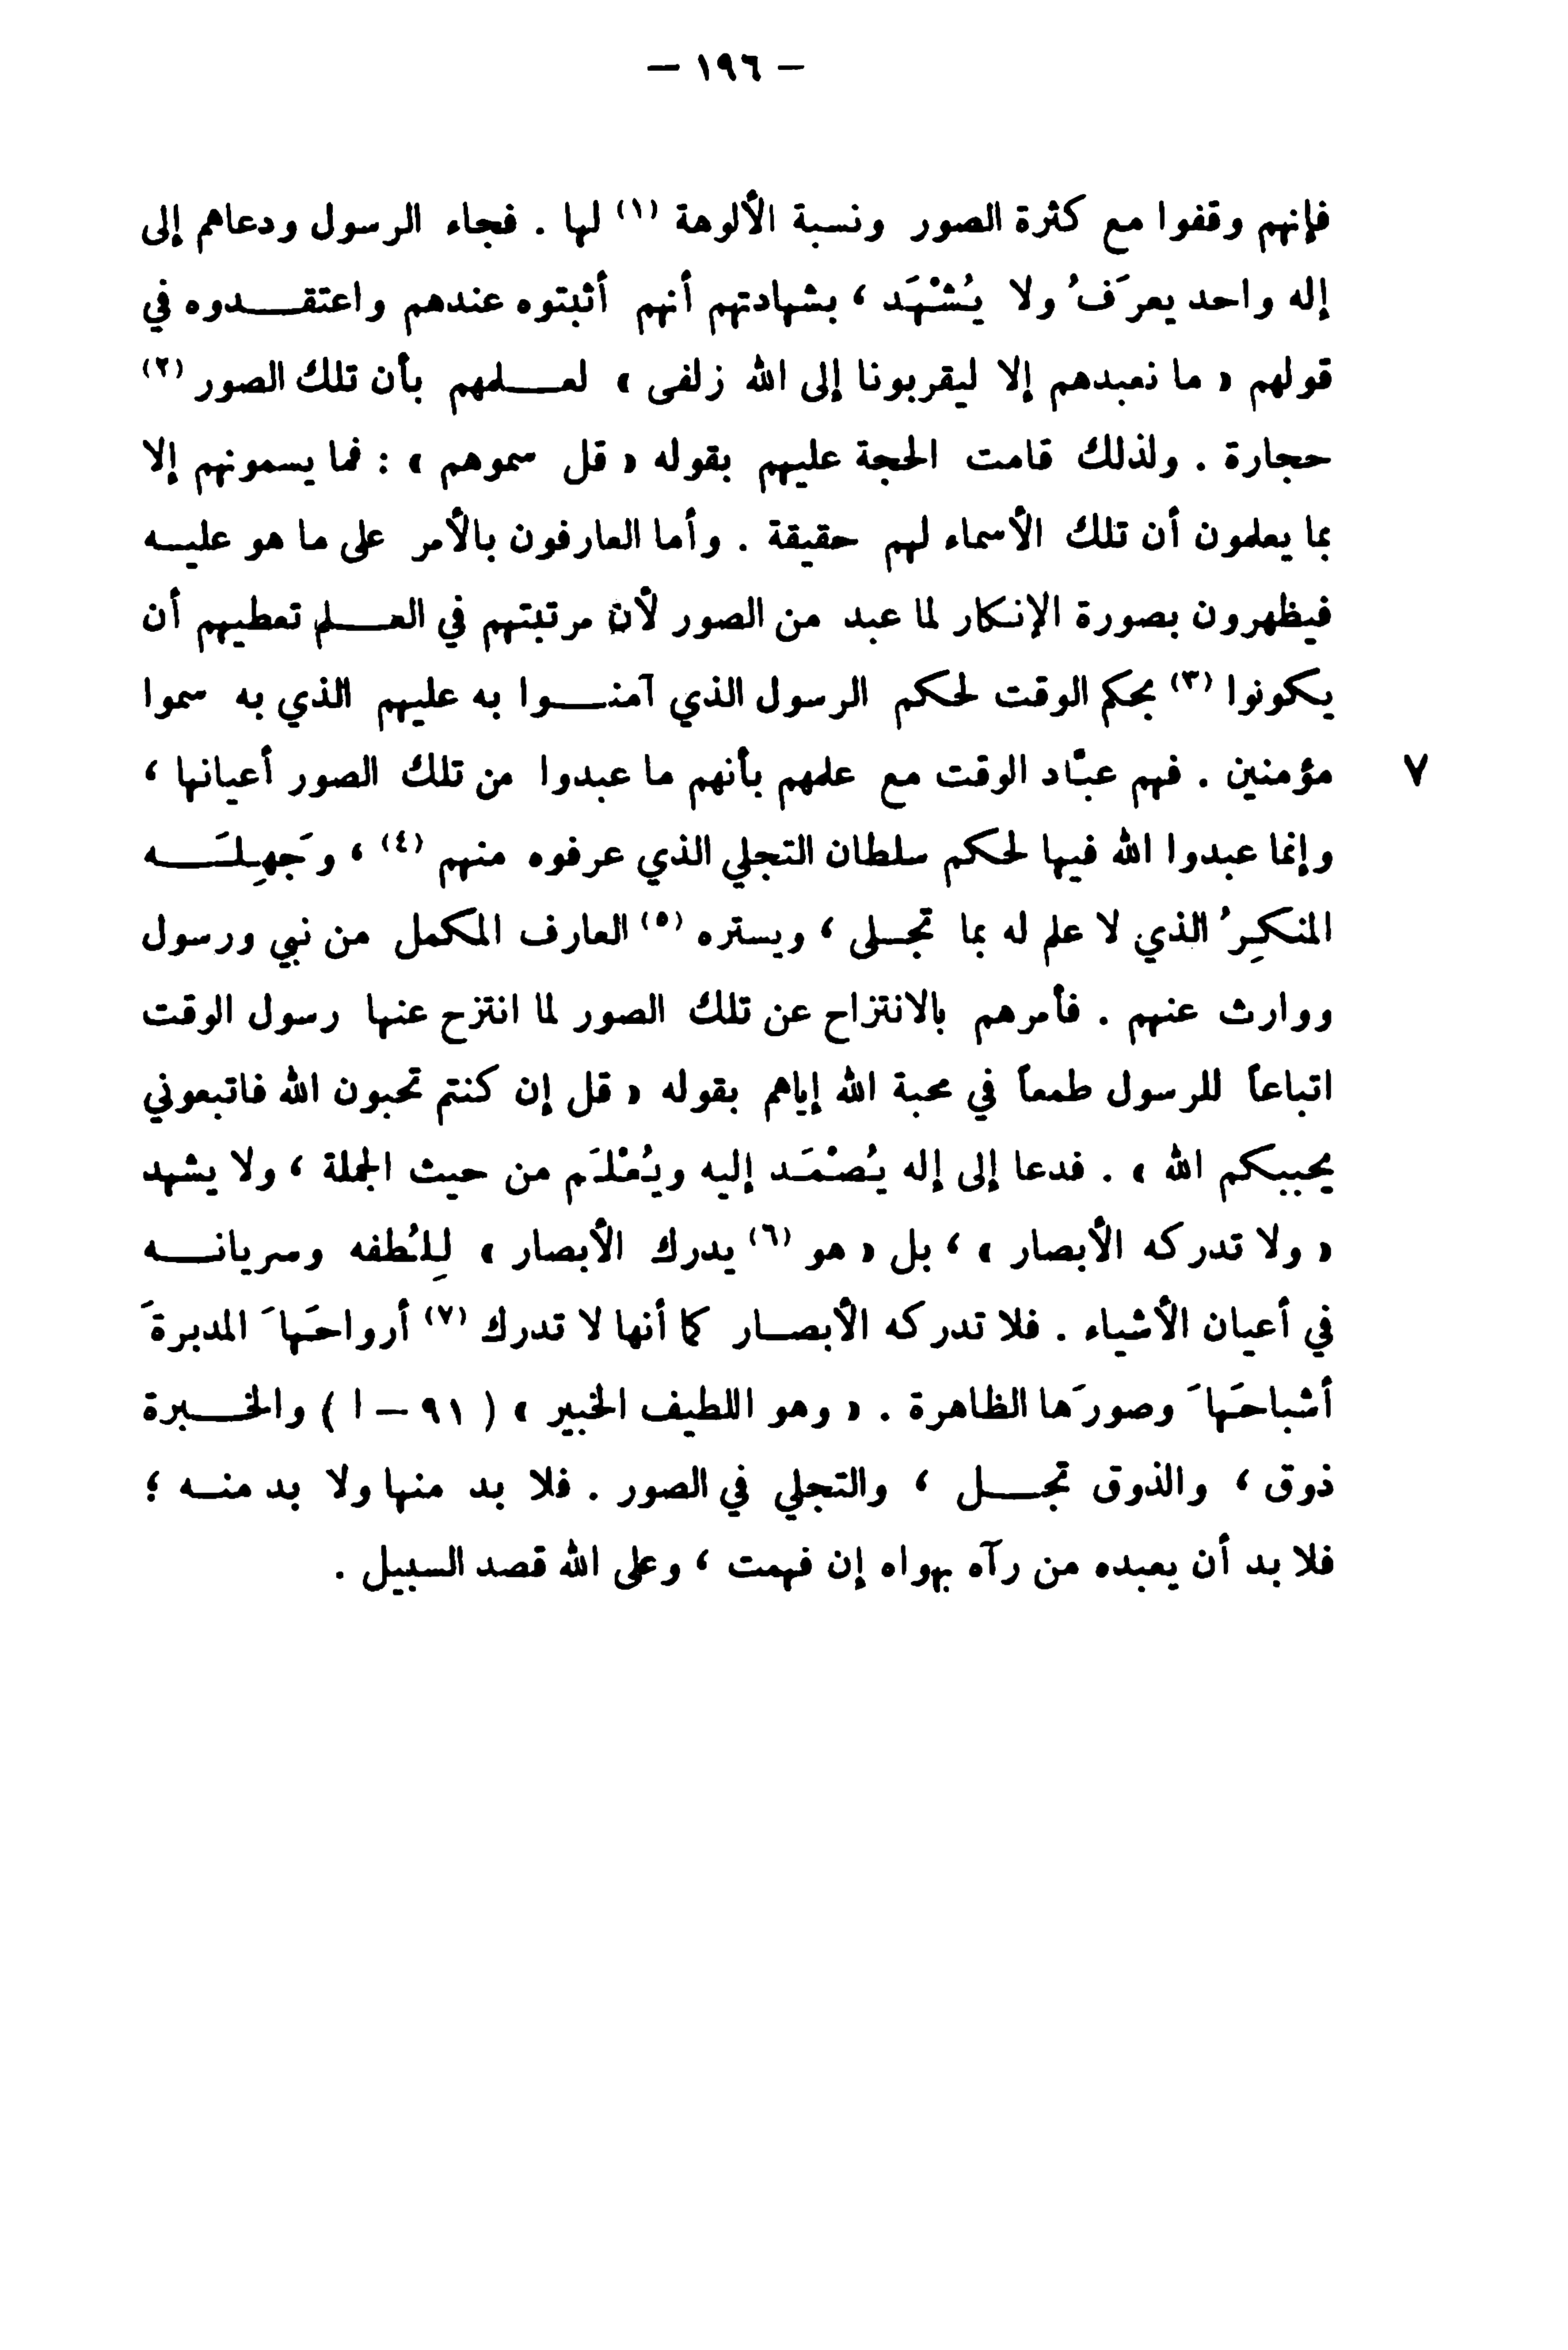 — ١٩٦ —
فإنهم وقفوا مع كثرة الصور ونسبة الألوهة (١) لها . فجاء الرسول ودعاهم إلى
إله واحد يعرَفُ ولا يُشْهَد ، بشهادتهم أنهم أثبتوه عندهم واعتقدوه في
قولهم « ما نعبدهم إلا ليقربونا إلى الله زلفى » لعلمهم بأن تلك الصور (٢)
حجارة . ولذلك قامت الحجة عليهم بقوله « قل سموهم » : فما يسمونهم إلا
بما يعلمون أن تلك الأسماء لهم حقيقة . وأما العارفون بالأمر على ما هو عليه
فيظهرون بصورة الإنكار لما عبد من الصور لأن مرتبتهم في العلم تعطيهم أن
يكونوا (٣) بحكم الوقت لحكم الرسول الذي آمنوا به عليهم الذي به سموا
مؤمنين . فهم عبّاد الوقت مع علمهم بأنهم ما عبدوا من تلك الصور أعيانها ، ٧
وإنما عبدوا الله فيها لحكم سلطان التجلي الذي عرفوه منهم (٤) ، وَجهِلَه
المنكِرُ الذي لا علم له بما تجلى ، ويستره (٥) العارف المكمل من نبي ورسول
ووارث عنهم . فأمرهم بالانتزاح عن تلك الصور لما انتزح عنها رسول الوقت
اتباعاً للرسول طمعاً في محبة الله إياهم بقوله « قل إن كنتم تحبون الله فاتبعوني
يحببكم الله » . فدعا إلى إله يُصْمَد إليه ويُعْلَم من حيث الجملة ، ولا يشهد
« ولا تدركه الأبصار » ، بل « هو (٦) يدرك الأبصار » لِلُطفه وسريانه
في أعيان الأشياء . فلا تدركه الأبصار كما أنها لا تدرك (٧) أرواحَهاَ المدبرةَ
أشباحَهاَ وصورَها الظاهرة . « وهو اللطيف الخبير » ( ٩١ – ا ) والخبرة
ذوق ، والذوق تجل ، والتجلي في الصور . فلا بد منها ولا بد منه ؛
فلا بد أن يعبده من رآه بهواه إن فهمت ، وعلى الله قصد السبيل .